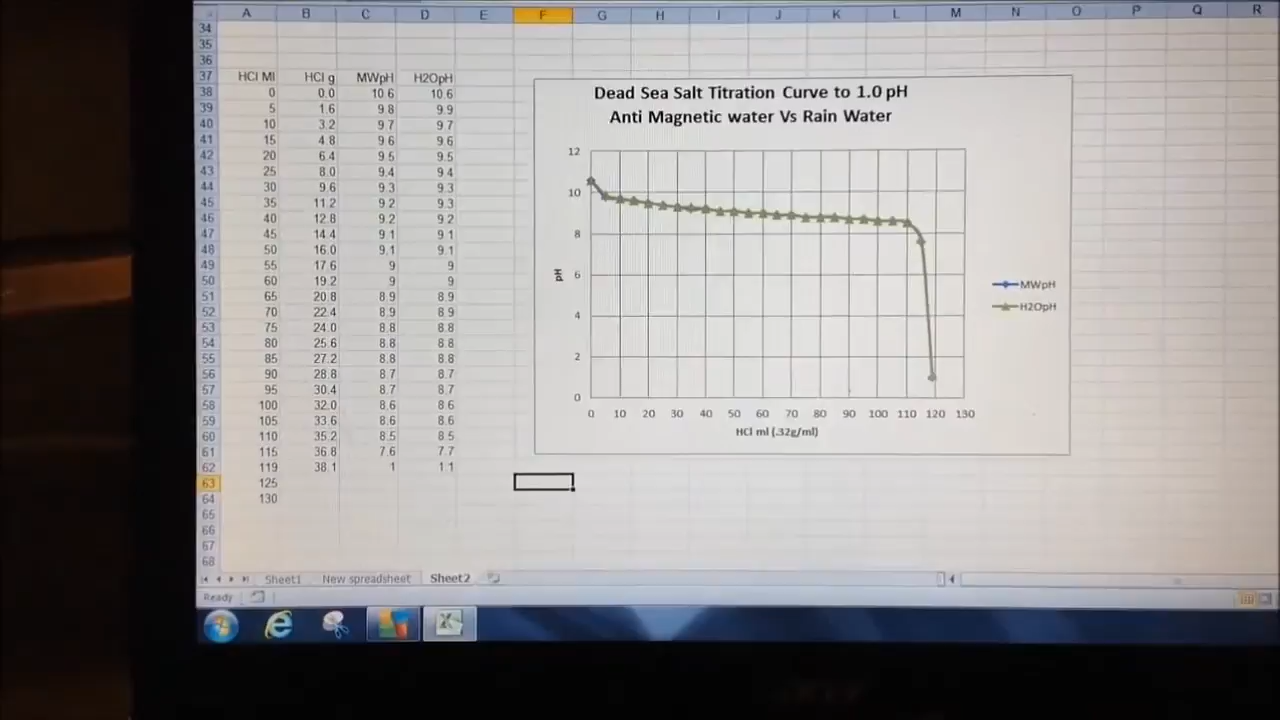 A B C D E F G H I J K L M N O P Q R
34
35
36
37 HCl Ml HCl g MWpH H2OpH
38 0 0.0 10.6 10.6
39 5 1.6 9.8 9.9
40 10 3.2 9.7 9.7
41 15 4.8 9.6 9.6
42 20 6.4 9.5 9.5
43 25 8.0 9.4 9.4
44 30 9.6 9.3 9.3
45 35 11.2 9.2 9.3
46 40 12.8 9.2 9.2
47 45 14.4 9.1 9.1
48 50 16.0 9.1 9.1
49 55 17.6 9 9
50 60 19.2 9 9
51 65 20.8 8.9 8.9
52 70 22.4 8.9 8.9
53 75 24.0 8.8 8.8
54 80 25.6 8.8 8.8
55 85 27.2 8.8 8.8
56 90 28.8 8.7 8.7
57 95 30.4 8.7 8.7
58 100 32.0 8.6 8.6
59 105 33.6 8.6 8.6
60 110 35.2 8.5 8.5
61 115 36.8 7.6 7.7
62 119 38.1 1 1.1
63 125
64 130
65
66
67
68
Dead Sea Salt Titration Curve to 1.0 pH
Anti Magnetic water Vs Rain Water
12
10
8
6
4
2
0
pH
0 10 20 30 40 50 60 70 80 90 100 110 120 130
HCl ml (.32g/ml)
MWpH
H2OpH
Sheet1 New spreadsheet Sheet2
Ready